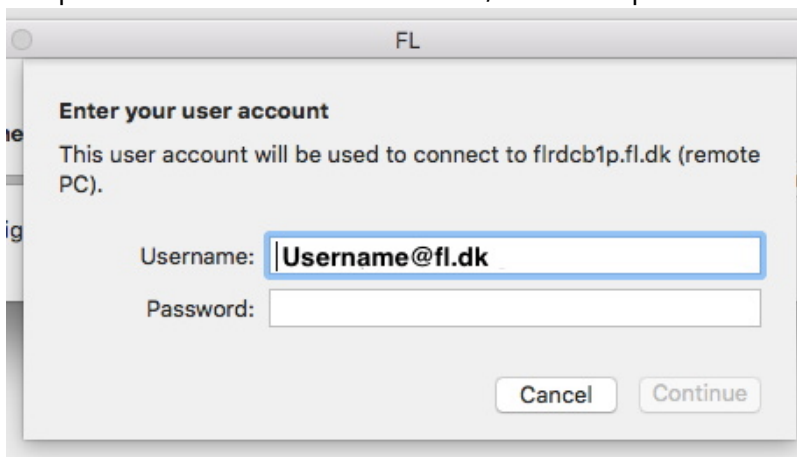 FL
Enter your user account
This user account will be used to connect to flrdcb1p.fl.dk (remote
PC).
Username: Username@fl.dk
Password:
Cancel Continue